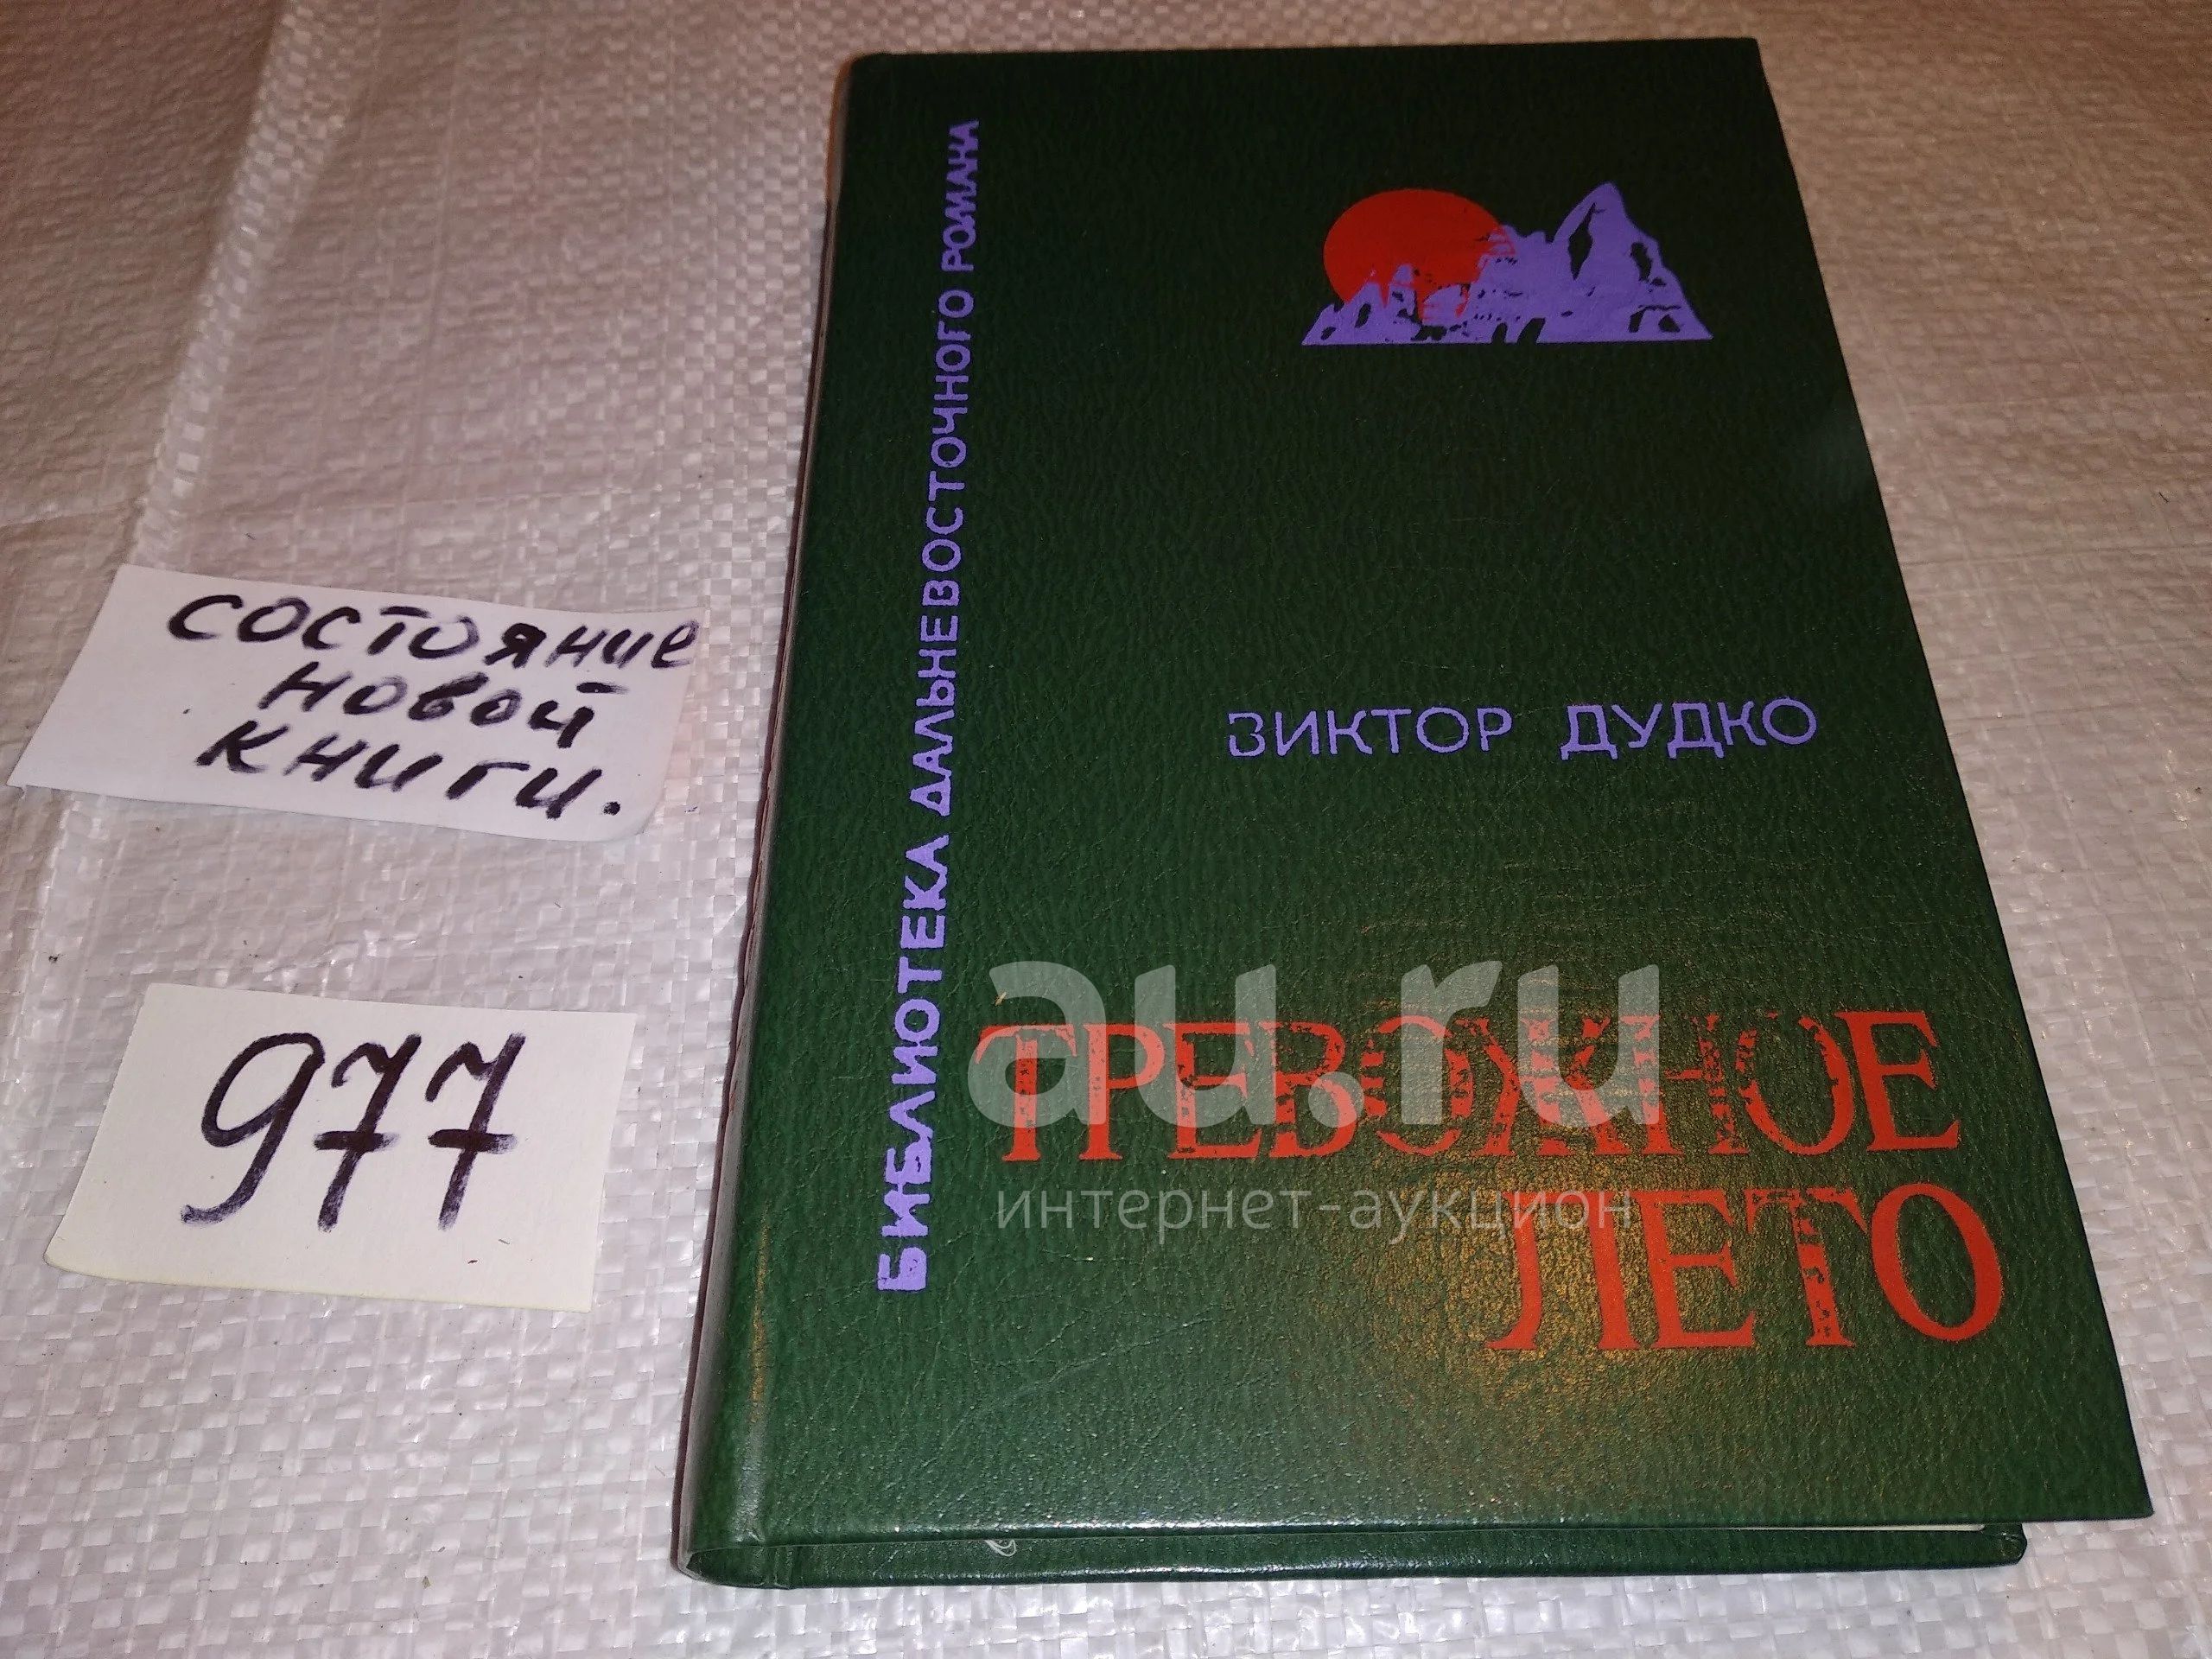 БИБЛИОТЕКА ДАЛЬНЕВОСТОЧНОГО РОМАНА
ВИКТОР ДУДКО
ТРЕВОЖНОЕ
ЛЕТО
состояние
новой
книги.
977
au.ru
интернет-аукцион